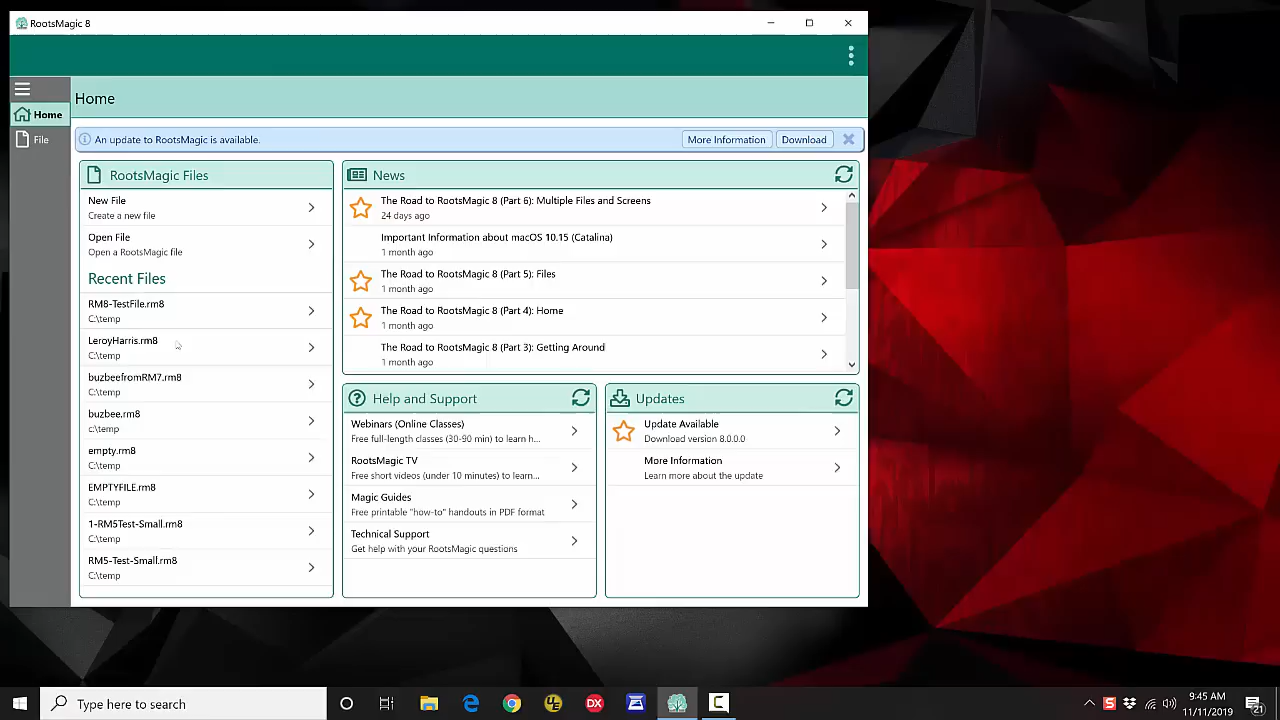 RootsMagic 8
Home
Home
File
An update to RootsMagic is available.
More Information
Download
RootsMagic Files
New File
Create a new file
Open File
Open a RootsMagic file
Recent Files
RM8-TestFile.rm8
C:\temp
LeroyHarris.rm8
C:\temp
buzbeefromRM7.rm8
C:\temp
buzbee.rm8
c:\temp
empty.rm8
C:\temp
EMPTYFILE.rm8
C:\temp
1-RM5Test-Small.rm8
C:\temp
RM5-Test-Small.rm8
C:\temp
News
The Road to RootsMagic 8 (Part 6): Multiple Files and Screens
24 days ago
Important Information about macOS 10.15 (Catalina)
1 month ago
The Road to RootsMagic 8 (Part 5): Files
1 month ago
The Road to RootsMagic 8 (Part 4): Home
1 month ago
The Road to RootsMagic 8 (Part 3): Getting Around
1 month ago
Help and Support
Webinars (Online Classes)
Free full-length classes (30-90 min) to learn h...
RootsMagic TV
Free short videos (under 10 minutes) to learn...
Magic Guides
Free printable "how-to" handouts in PDF format
Technical Support
Get help with your RootsMagic questions
Updates
Update Available
Download version 8.0.0.0
More Information
Learn more about the update
Type here to search
UE
DX
S
9:45 AM
11/11/2019
21